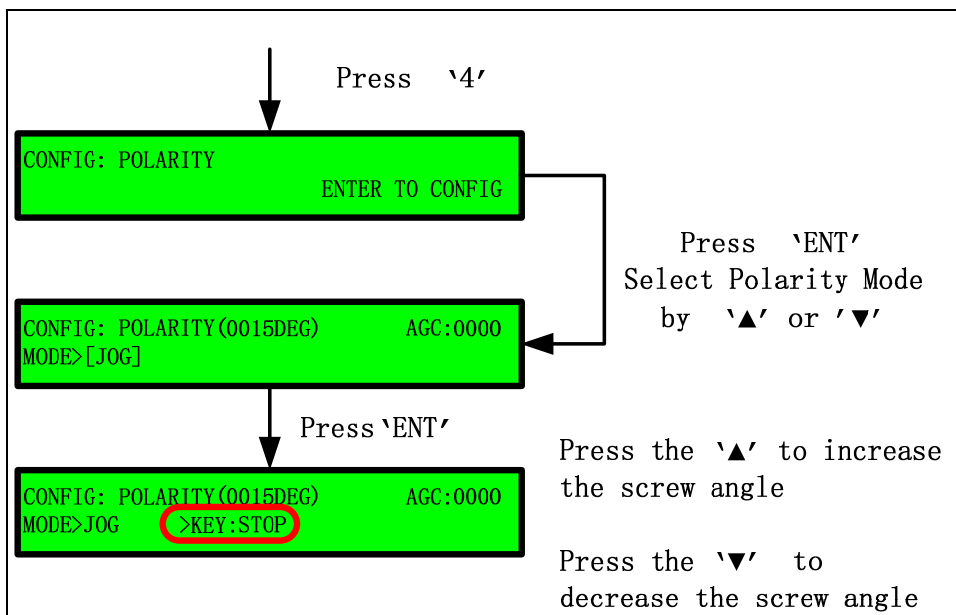 Press ‵4′
CONFIG: POLARITY
ENTER TO CONFIG
Press ‵ENT′
Select Polarity Mode
by ‵▲′ or ′▼′
CONFIG: POLARITY(0015DEG) AGC:0000
MODE>[JOG]
Press‵ENT′
CONFIG: POLARITY(0015DEG) AGC:0000
MODE>JOG >KEY:STOP
Press the ‵▲′ to increase
the screw angle
Press the ‵▼′ to
decrease the screw angle